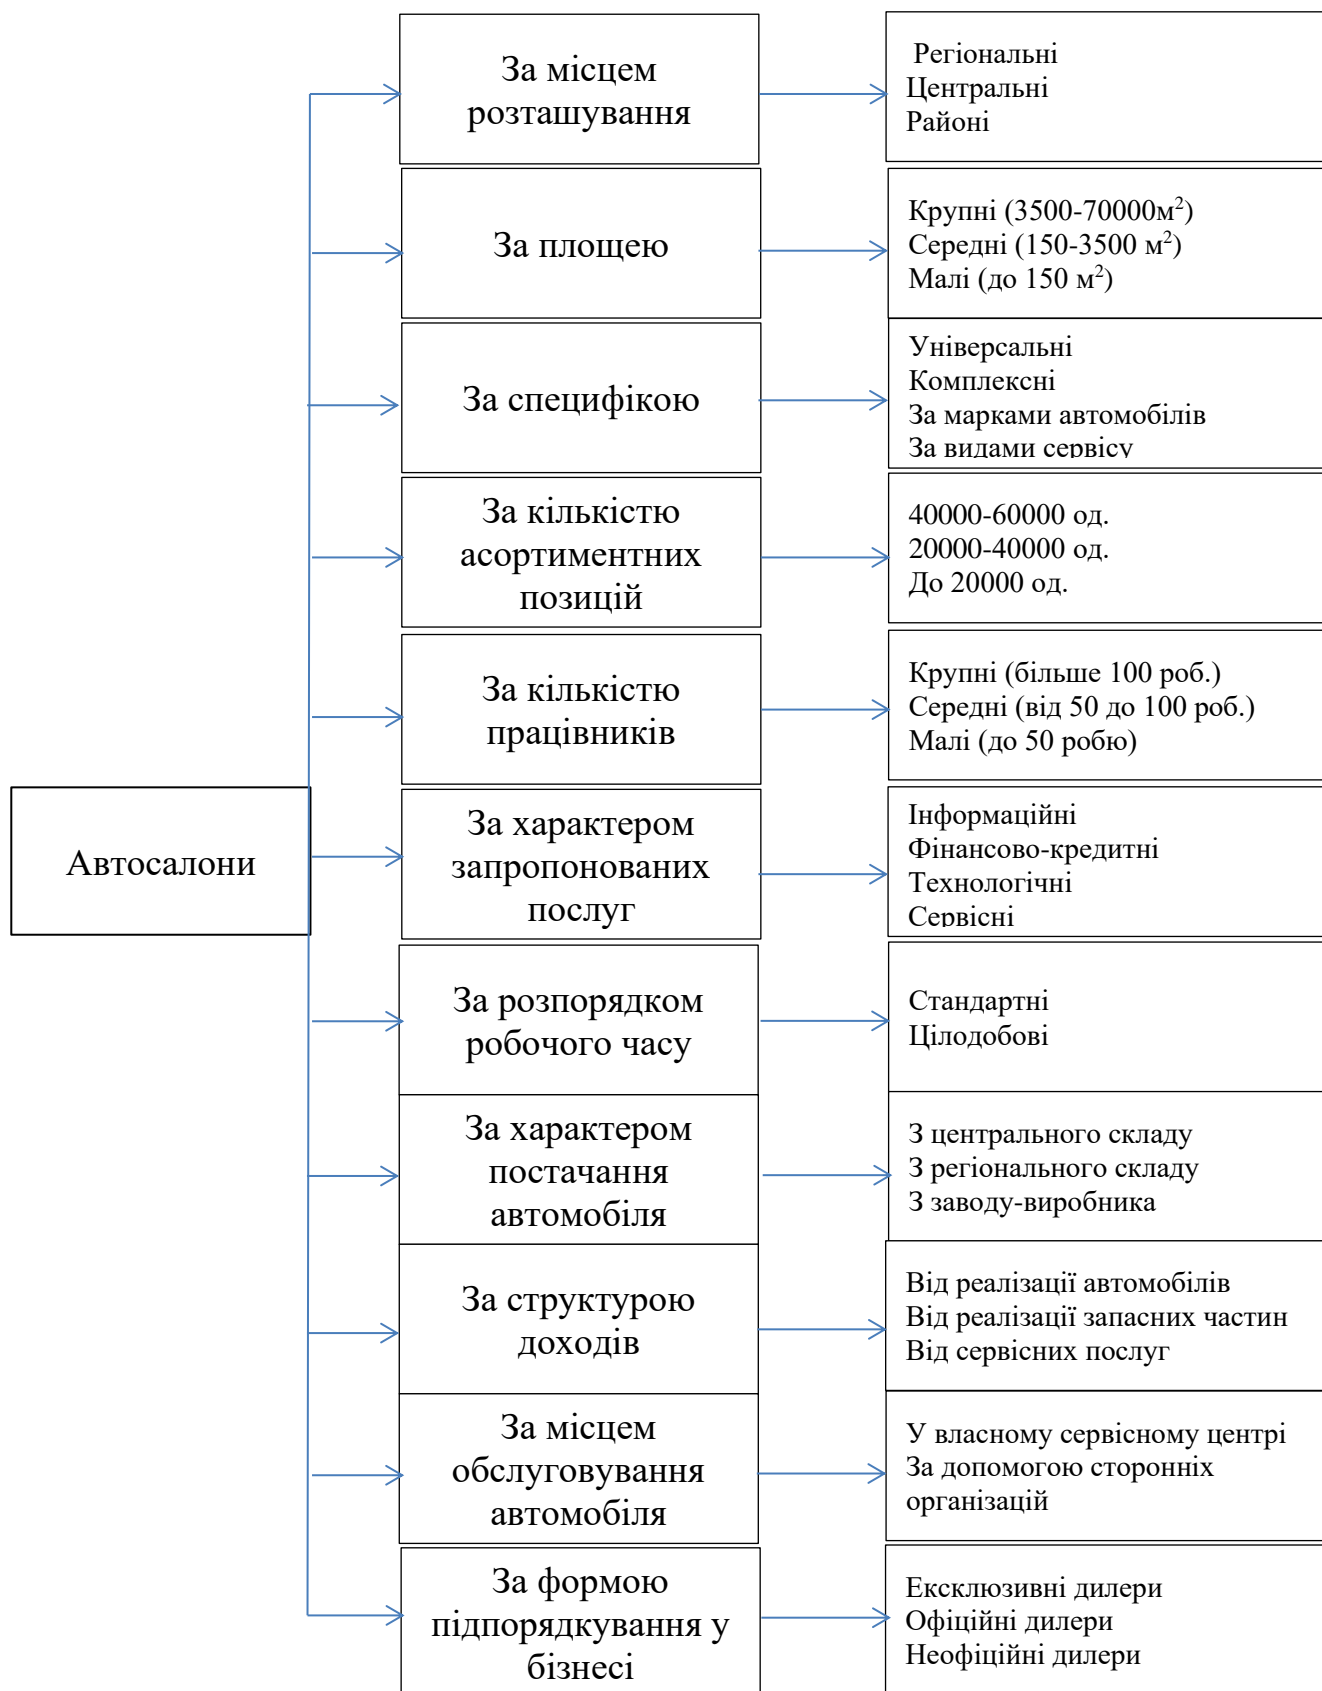 За місцем
розташування
Регіональні
Центральні
Райони
За площею
Крупні (3500-70000м²)
Середні (150-3500 м²)
Малі (до 150 м²)
За специфікою
Універсальні
Комплексні
За марками автомобілів
За видами сервісу
За кількістю
асортиментних
позицій
40000-60000 од.
20000-40000 од.
До 20000 од.
За кількістю
працівників
Крупні (більше 100 роб.)
Середні (від 50 до 100 роб.)
Малі (до 50 робю)
Автосалони
За характером
запропонованих
послуг
Інформаційні
Фінансово-кредитні
Технологічні
Сервісні
За розпорядком
робочого часу
Стандартні
Цілодобові
За характером
постачання
автомобіля
З центрального складу
З регіонального складу
З заводу-виробника
За структурою
доходів
Від реалізації автомобілів
Від реалізації запасних частин
Від сервісних послуг
За місцем
обслуговування
автомобіля
У власному сервісному центрі
За допомогою сторонніх
організацій
За формою
підпорядкування у
бізнесі
Ексклюзивні дилери
Офіційні дилери
Неофіційні дилери